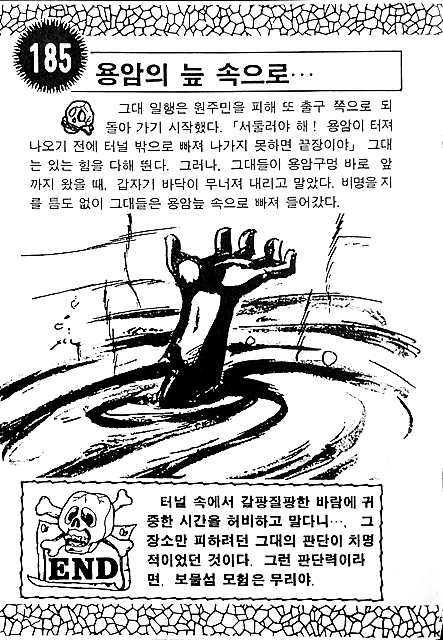 185
용암의 늪 속으로…
그대 일행은 원주민을 피해 또 출구 쪽으로 되
돌아 가기 시작했다. 「서둘러야 해! 용암이 터져
나오기 전에 터널 밖으로 빠져 나가지 못하면 끝장이야」 그대
는 있는 힘을 다해 뛴다. 그러나, 그대들이 용암구멍 바로 앞
까지 왔을 때, 갑자기 바닥이 무너져 내리고 말았다. 비명을 지
를 틈도 없이 그대들은 용암늪 속으로 빠져 들어갔다.
터널 속에서 갈팡질팡한 바람에 귀
중한 시간을 허비하고 말다니…, 그
장소만 피하려던 그대의 판단이 치명
적이었던 것이다. 그런 판단력이라
면, 보물섬 모험은 무리야.
END